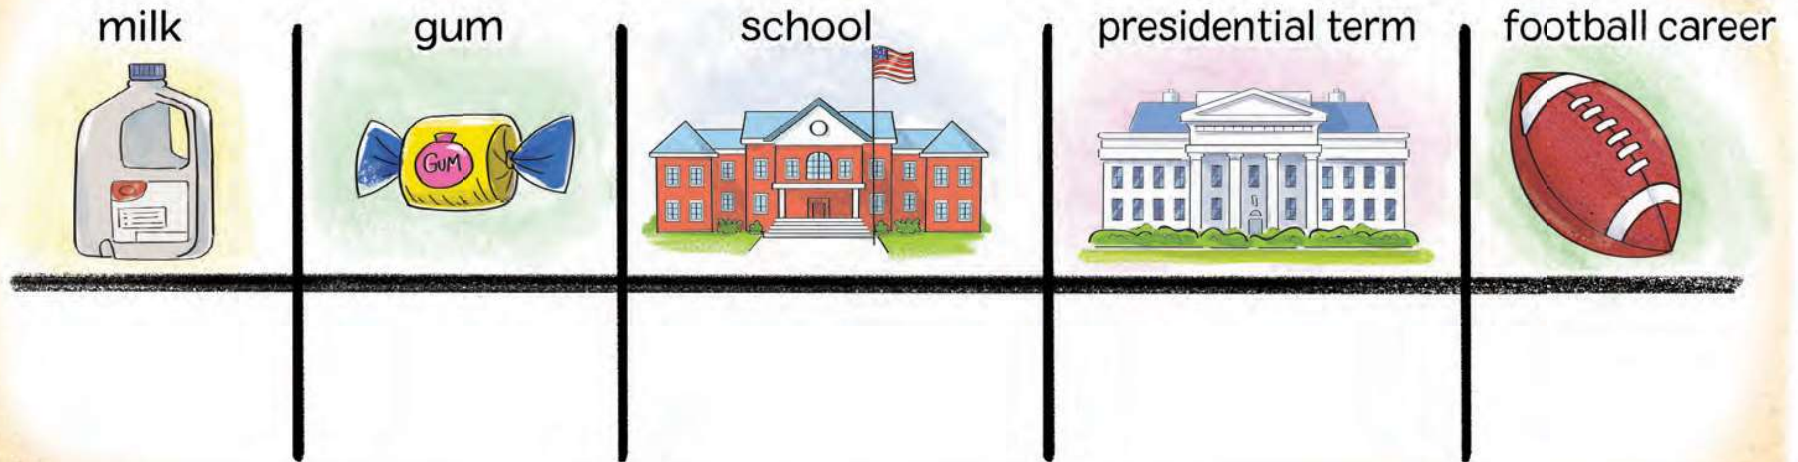 milk
gum
school
presidential term
football career
GUM